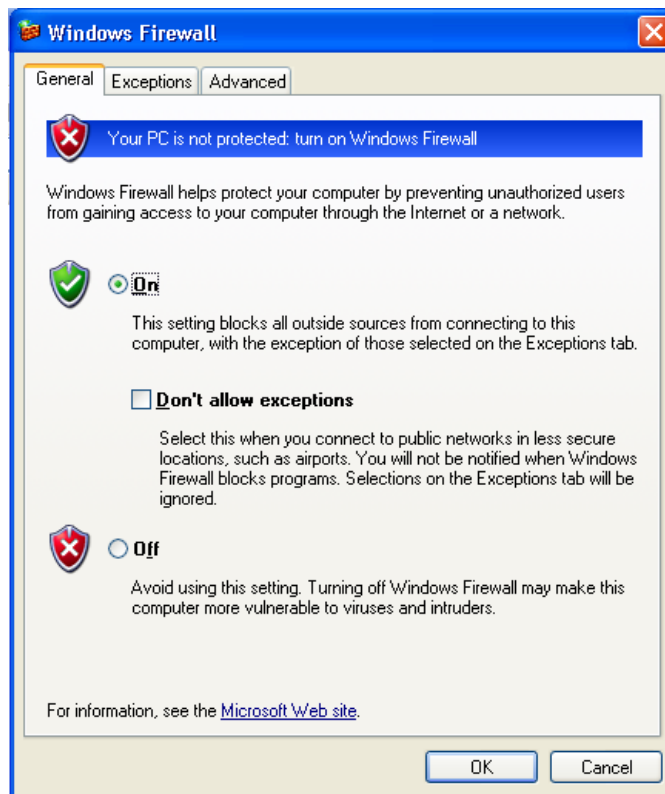 Windows Firewall
General Exceptions Advanced
Your PC is not protected: turn on Windows Firewall
Windows Firewall helps protect your computer by preventing unauthorized users
from gaining access to your computer through the Internet or a network.
On
This setting blocks all outside sources from connecting to this
computer, with the exception of those selected on the Exceptions tab.
Don't allow exceptions
Select this when you connect to public networks in less secure
locations, such as airports. You will not be notified when Windows
Firewall blocks programs. Selections on the Exceptions tab will be
ignored.
Off
Avoid using this setting. Turning off Windows Firewall may make this
computer more vulnerable to viruses and intruders.
For information, see the Microsoft Web site.
OK Cancel